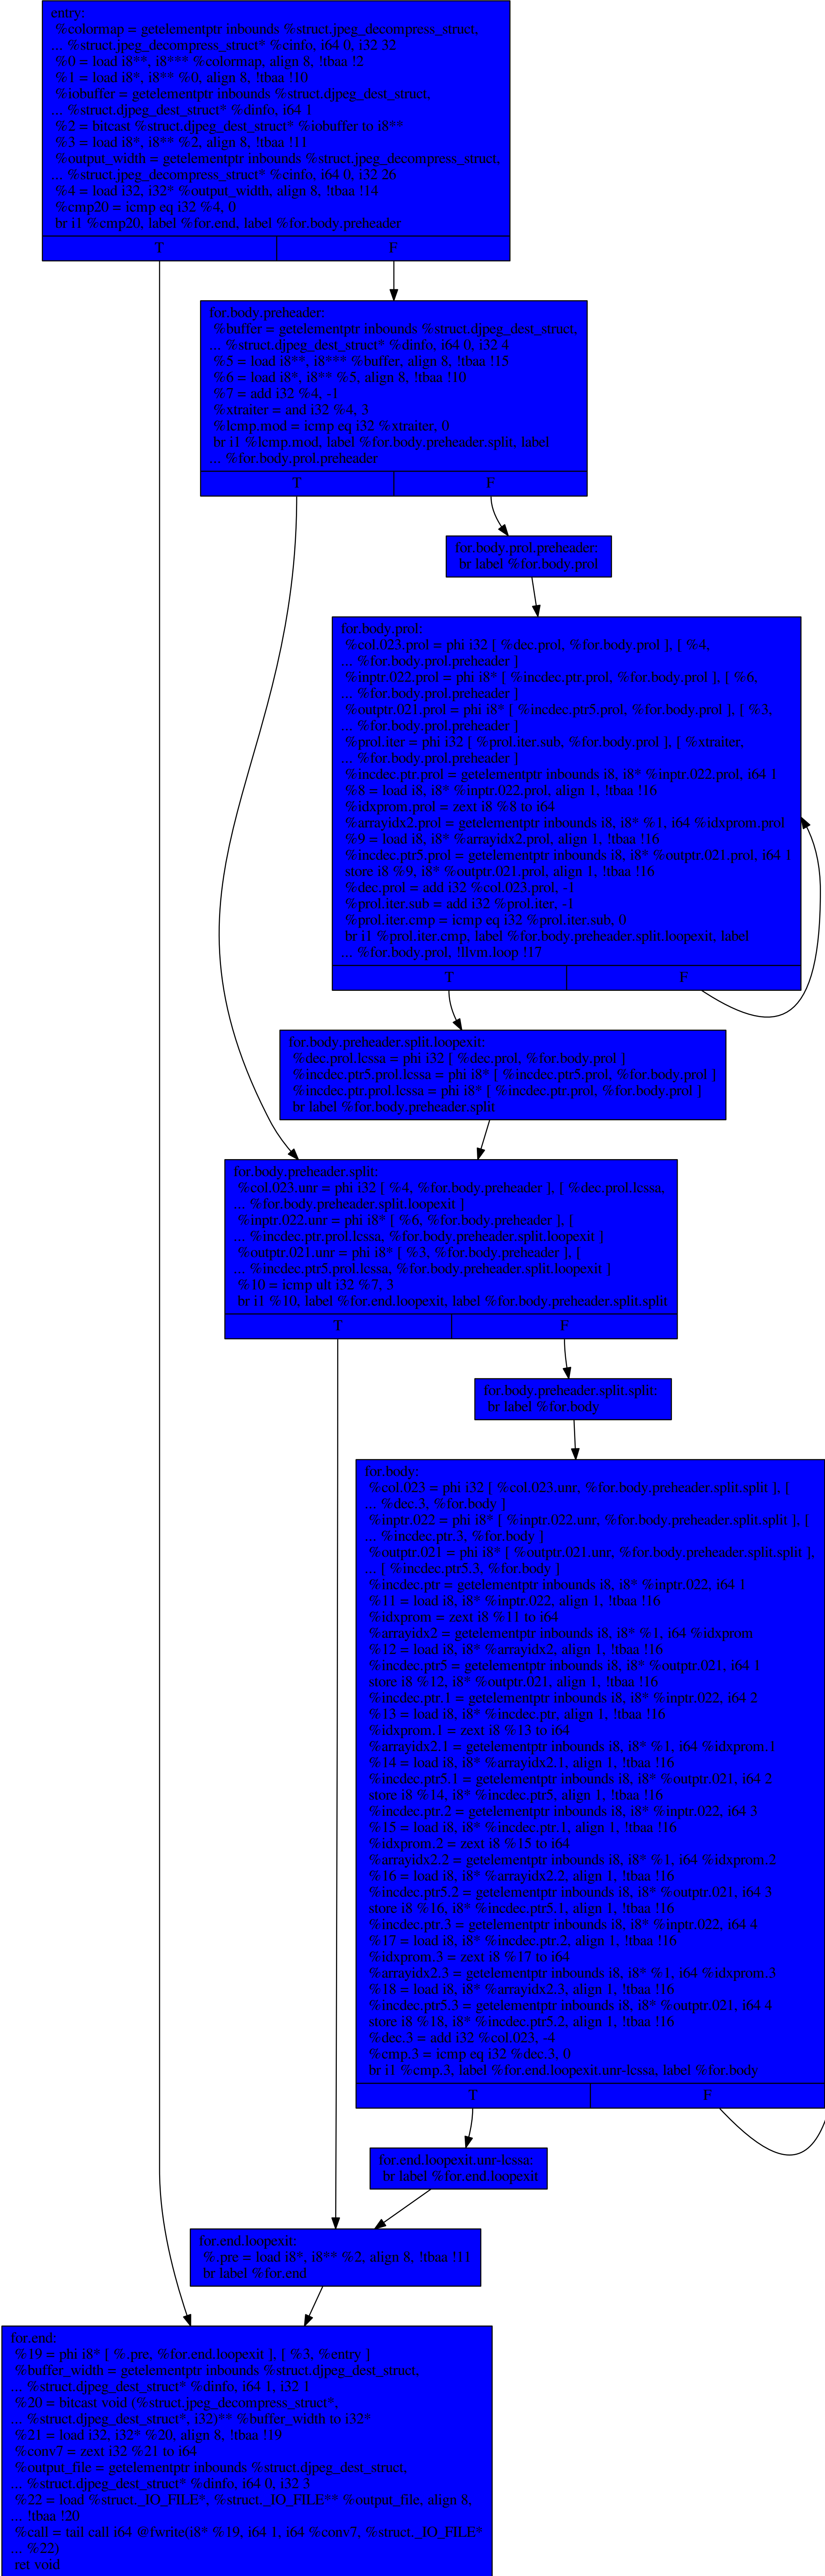 entry:
%colormap = getelementptr inbounds %struct.jpeg_decompress_struct,
... %struct.jpeg_decompress_struct* %cinfo, i64 0, i32 32
%0 = load i8**, i8*** %colormap, align 8, !tbaa !2
%1 = load i8*, i8** %0, align 8, !tbaa !10
%iobuffer = getelementptr inbounds %struct.djpeg_dest_struct,
... %struct.djpeg_dest_struct* %dinfo, i64 1
%2 = bitcast %struct.djpeg_dest_struct* %iobuffer to i8**
%3 = load i8*, i8** %2, align 8, !tbaa !11
%output_width = getelementptr inbounds %struct.jpeg_decompress_struct,
... %struct.jpeg_decompress_struct* %cinfo, i64 0, i32 26
%4 = load i32, i32* %output_width, align 8, !tbaa !14
%cmp20 = icmp eq i32 %4, 0
br i1 %cmp20, label %for.end, label %for.body.preheader
T F
for.body.preheader:
%buffer = getelementptr inbounds %struct.djpeg_dest_struct,
... %struct.djpeg_dest_struct* %dinfo, i64 0, i32 4
%5 = load i8**, i8*** %buffer, align 8, !tbaa !15
%6 = load i8*, i8** %5, align 8, !tbaa !10
%7 = add i32 %4, -1
%xtraiter = and i32 %4, 3
%lcmp.mod = icmp eq i32 %xtraiter, 0
br i1 %lcmp.mod, label %for.body.preheader.split, label
... %for.body.prol.preheader
T F
for.body.prol.preheader:
br label %for.body.prol
for.body.prol:
%col.023.prol = phi i32 [ %dec.prol, %for.body.prol ], [ %4,
... %for.body.prol.preheader ]
%inptr.022.prol = phi i8* [ %incdec.ptr.prol, %for.body.prol ], [ %6,
... %for.body.prol.preheader ]
%outptr.021.prol = phi i8* [ %incdec.ptr5.prol, %for.body.prol ], [ %3,
... %for.body.prol.preheader ]
%prol.iter = phi i32 [ %prol.iter.sub, %for.body.prol ], [ %xtraiter,
... %for.body.prol.preheader ]
%incdec.ptr.prol = getelementptr inbounds i8, i8* %inptr.022.prol, i64 1
%8 = load i8, i8* %inptr.022.prol, align 1, !tbaa !16
%idxprom.prol = zext i8 %8 to i64
%arrayidx2.prol = getelementptr inbounds i8, i8* %1, i64 %idxprom.prol
%9 = load i8, i8* %arrayidx2.prol, align 1, !tbaa !16
%incdec.ptr5.prol = getelementptr inbounds i8, i8* %outptr.021.prol, i64 1
store i8 %9, i8* %outptr.021.prol, align 1, !tbaa !16
%dec.prol = add i32 %col.023.prol, -1
%prol.iter.sub = add i32 %prol.iter, -1
%prol.iter.cmp = icmp eq i32 %prol.iter.sub, 0
br i1 %prol.iter.cmp, label %for.body.preheader.split.loopexit, label
... %for.body.prol, !llvm.loop !17
T F
for.body.preheader.split.loopexit:
%dec.prol.lcssa = phi i32 [ %dec.prol, %for.body.prol ]
%incdec.ptr5.prol.lcssa = phi i8* [ %incdec.ptr5.prol, %for.body.prol ]
%incdec.ptr.prol.lcssa = phi i8* [ %incdec.ptr.prol, %for.body.prol ]
br label %for.body.preheader.split
for.body.preheader.split:
%col.023.unr = phi i32 [ %4, %for.body.preheader ], [ %dec.prol.lcssa,
... %for.body.preheader.split.loopexit ]
%inptr.022.unr = phi i8* [ %6, %for.body.preheader ], [
... %incdec.ptr.prol.lcssa, %for.body.preheader.split.loopexit ]
%outptr.021.unr = phi i8* [ %3, %for.body.preheader ], [
... %incdec.ptr5.prol.lcssa, %for.body.preheader.split.loopexit ]
%10 = icmp ult i32 %7, 3
br i1 %10, label %for.end.loopexit, label %for.body.preheader.split.split
T F
for.body.preheader.split.split:
br label %for.body
for.body:
%col.023 = phi i32 [ %col.023.unr, %for.body.preheader.split.split ], [
... %dec.3, %for.body ]
%inptr.022 = phi i8* [ %inptr.022.unr, %for.body.preheader.split.split ], [
... %incdec.ptr.3, %for.body ]
%outptr.021 = phi i8* [ %outptr.021.unr, %for.body.preheader.split.split ],
... [ %incdec.ptr5.3, %for.body ]
%incdec.ptr = getelementptr inbounds i8, i8* %inptr.022, i64 1
%11 = load i8, i8* %inptr.022, align 1, !tbaa !16
%idxprom = zext i8 %11 to i64
%arrayidx2 = getelementptr inbounds i8, i8* %1, i64 %idxprom
%12 = load i8, i8* %arrayidx2, align 1, !tbaa !16
%incdec.ptr5 = getelementptr inbounds i8, i8* %outptr.021, i64 1
store i8 %12, i8* %outptr.021, align 1, !tbaa !16
%incdec.ptr.1 = getelementptr inbounds i8, i8* %inptr.022, i64 2
%13 = load i8, i8* %incdec.ptr, align 1, !tbaa !16
%idxprom.1 = zext i8 %13 to i64
%arrayidx2.1 = getelementptr inbounds i8, i8* %1, i64 %idxprom.1
%14 = load i8, i8* %arrayidx2.1, align 1, !tbaa !16
%incdec.ptr5.1 = getelementptr inbounds i8, i8* %outptr.021, i64 2
store i8 %14, i8* %incdec.ptr5, align 1, !tbaa !16
%incdec.ptr.2 = getelementptr inbounds i8, i8* %inptr.022, i64 3
%15 = load i8, i8* %incdec.ptr.1, align 1, !tbaa !16
%idxprom.2 = zext i8 %15 to i64
%arrayidx2.2 = getelementptr inbounds i8, i8* %1, i64 %idxprom.2
%16 = load i8, i8* %arrayidx2.2, align 1, !tbaa !16
%incdec.ptr5.2 = getelementptr inbounds i8, i8* %outptr.021, i64 3
store i8 %16, i8* %incdec.ptr5.1, align 1, !tbaa !16
%incdec.ptr.3 = getelementptr inbounds i8, i8* %inptr.022, i64 4
%17 = load i8, i8* %incdec.ptr.2, align 1, !tbaa !16
%idxprom.3 = zext i8 %17 to i64
%arrayidx2.3 = getelementptr inbounds i8, i8* %1, i64 %idxprom.3
%18 = load i8, i8* %arrayidx2.3, align 1, !tbaa !16
%incdec.ptr5.3 = getelementptr inbounds i8, i8* %outptr.021, i64 4
store i8 %18, i8* %incdec.ptr5.2, align 1, !tbaa !16
%dec.3 = add i32 %col.023, -4
%cmp.3 = icmp eq i32 %dec.3, 0
br i1 %cmp.3, label %for.end.loopexit.unr-lcssa, label %for.body
T F
for.end.loopexit.unr-lcssa:
br label %for.end.loopexit
for.end.loopexit:
%.pre = load i8*, i8** %2, align 8, !tbaa !11
br label %for.end
for.end:
%19 = phi i8* [ %.pre, %for.end.loopexit ], [ %3, %entry ]
%buffer_width = getelementptr inbounds %struct.djpeg_dest_struct,
... %struct.djpeg_dest_struct* %dinfo, i64 1, i32 1
%20 = bitcast void (%struct.jpeg_decompress_struct*,
... %struct.djpeg_dest_struct*, i32)** %buffer_width to i32*
%21 = load i32, i32* %20, align 8, !tbaa !19
%conv7 = zext i32 %21 to i64
%output_file = getelementptr inbounds %struct.djpeg_dest_struct,
... %struct.djpeg_dest_struct* %dinfo, i64 0, i32 3
%22 = load %struct._IO_FILE*, %struct._IO_FILE** %output_file, align 8,
... !tbaa !20
%call = tail call i64 @fwrite(i8* %19, i64 1, i64 %conv7, %struct._IO_FILE*
... %22)
ret void